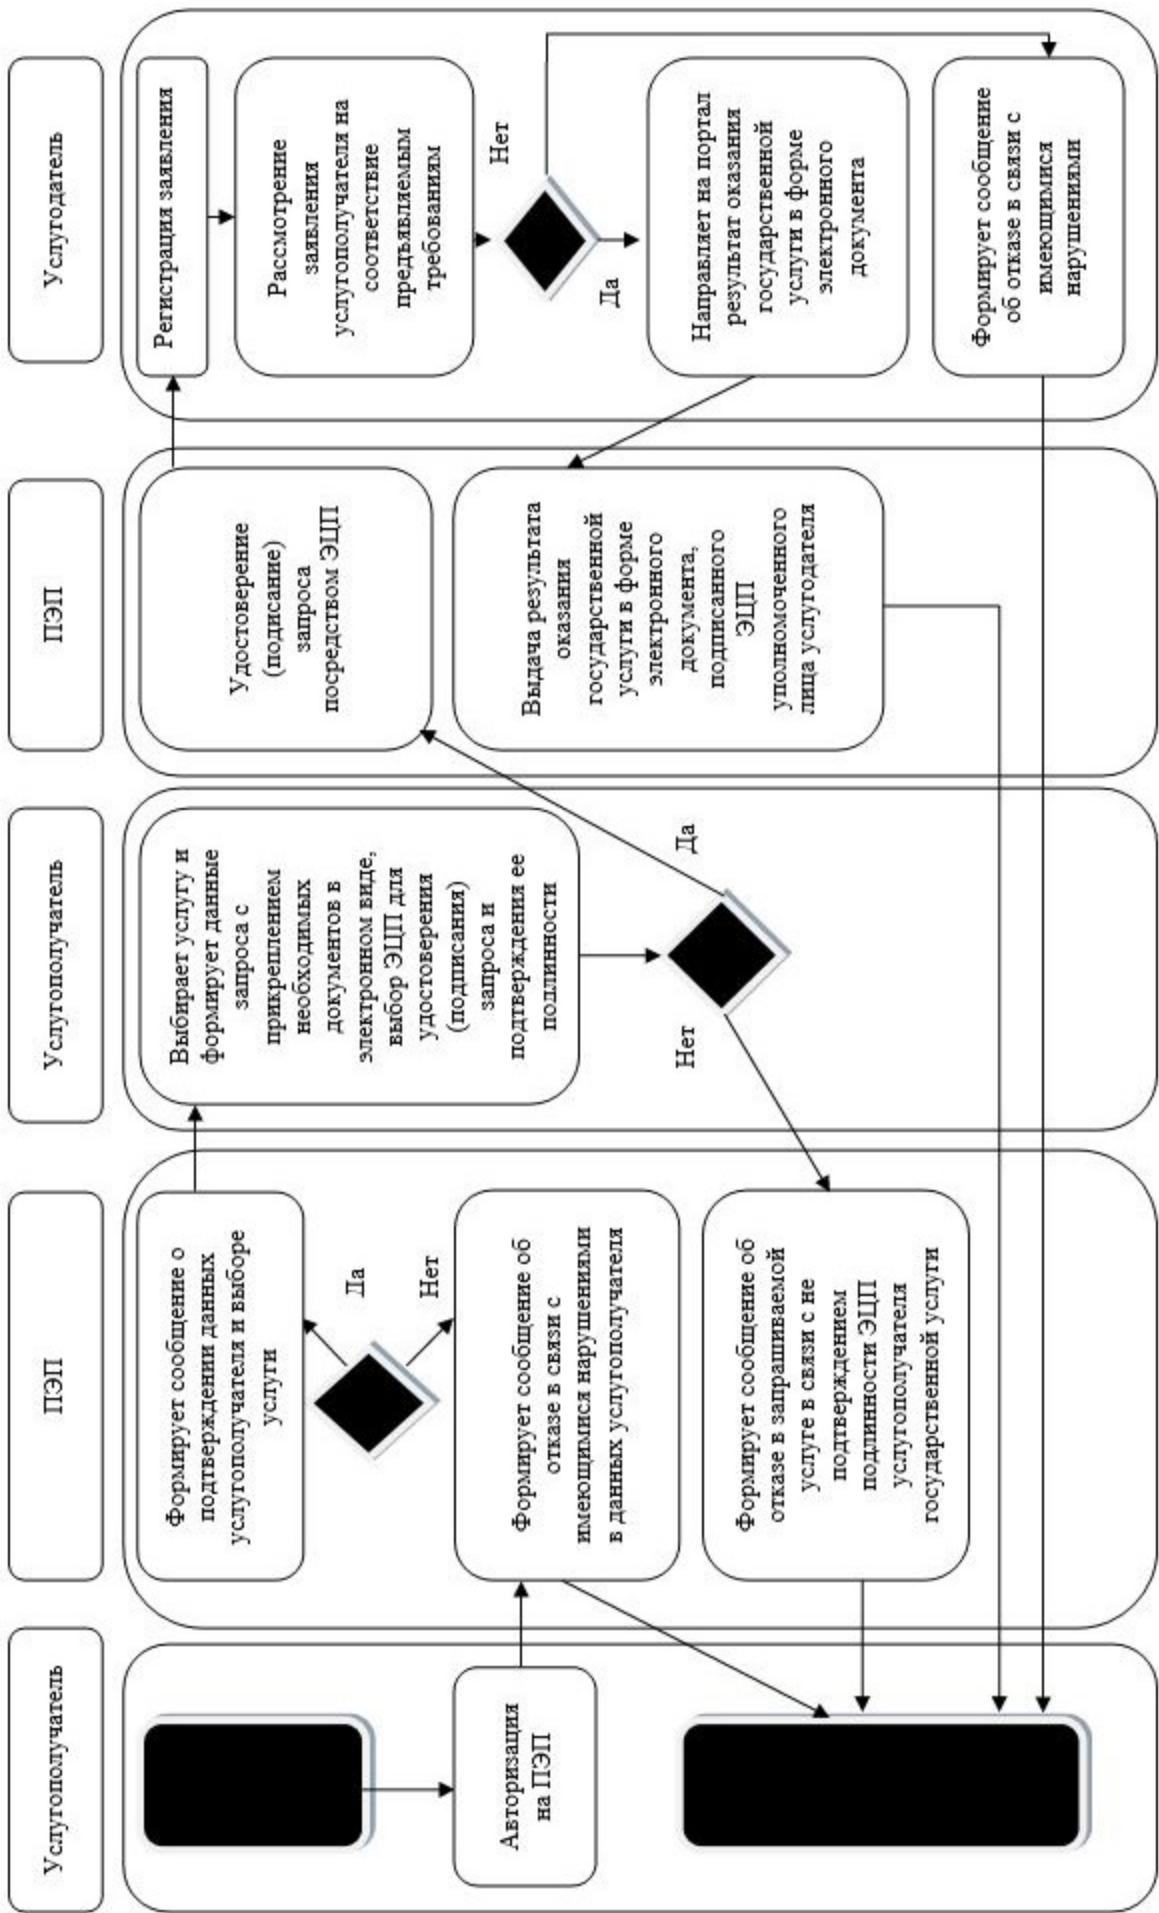 Услугополучатель
ПЭП
Услугополучатель
ПЭП
Услугодатель
Авторизация
на ПЭП
Формирует сообщение о
подтверждении данных
услугополучателя и выборе
услуги
Да
Нет
Формирует сообщение об
отказе в связи с
имеющимися нарушениями
в данных услугополучателя
Формирует сообщение об
отказе в запрашиваемой
услуге в связи с не
подтверждением
подлинности ЭЦП
услугополучателя
государственной услуги
Выбирает услугу и
формирует данные
запроса с
прикреплением
необходимых
документов в
электронном виде,
выбор ЭЦП для
удостоверения
(подписания)
запроса и
подтверждения ее
подлинности
Нет
Да
Удостоверение
(подписание)
запроса
посредством ЭЦП
Выдача результата
оказания
государственной
услуги в форме
электронного
документа,
подписанного
ЭЦП
уполномоченного
лица услугодателя
Регистрация заявления
Рассмотрение
заявления
услугополучателя на
соответствие
предъявляемым
требованиям
Да
Нет
Направляет на портал
результат оказания
государственной
услуги в форме
электронного
документа
Формирует сообщение
об отказе в связи с
имеющимися
нарушениями